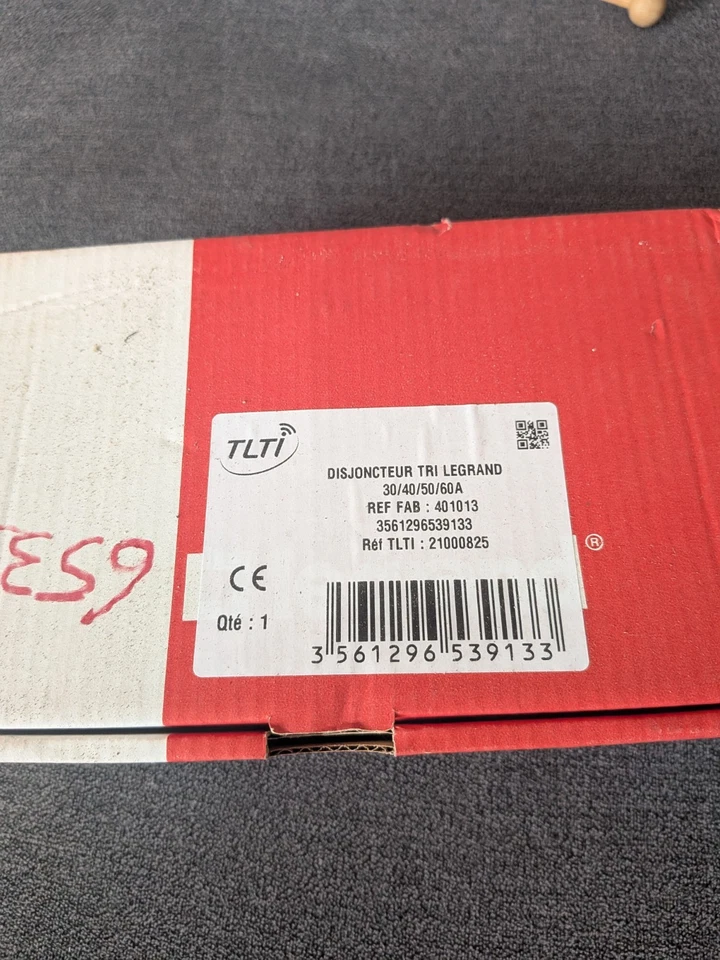 TLTi
DISJONCTEUR TRI LEGRAND
30/40/50/60A
REF FAB : 401013
3561296539133
Réf TLTI : 21000825
®
CE
Qté : 1
3 561296 539133